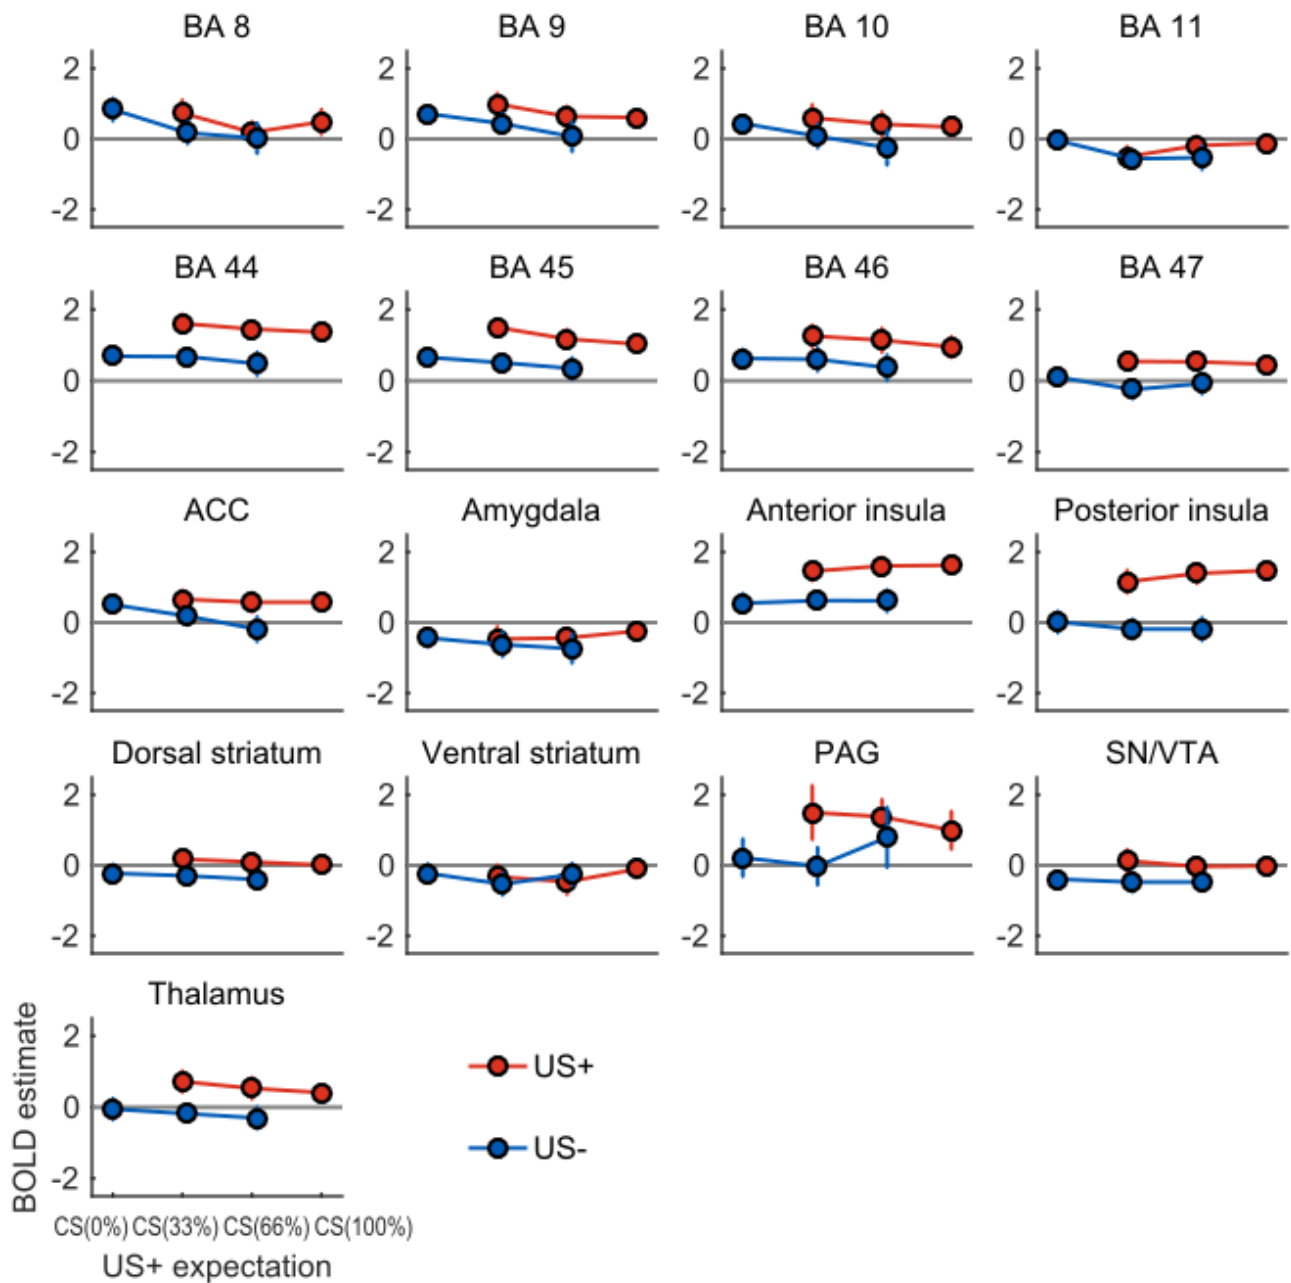 BA 8 BA 9 BA 10 BA 11
2 2 2 2
0 0 0 0
-2 -2 -2 -2
BA 44 BA 45 BA 46 BA 47
2 2 2 2
0 0 0 0
-2 -2 -2 -2
ACC Amygdala Anterior insula Posterior insula
2 2 2 2
0 0 0 0
-2 -2 -2 -2
Dorsal striatum Ventral striatum PAG SN/VTA
2 2 2 2
0 0 0 0
-2 -2 -2 -2
Thalamus
2
0
-2
BOLD estimate
CS(0%) CS(33%) CS(66%) CS(100%)
US+ expectation
US+
US-